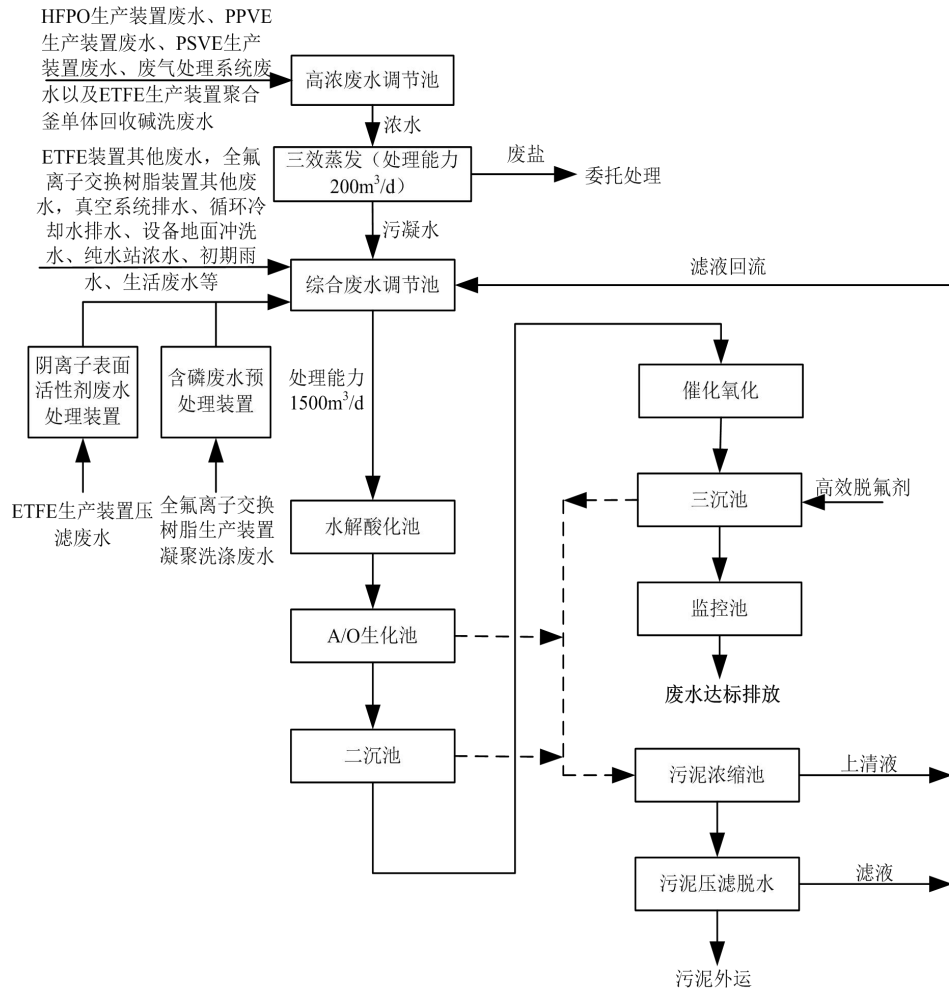 HFPO生产装置废水、PPVE
生产装置废水、PSVE生产
装置废水、废气处理系统废
水以及ETFE生产装置聚合
釜单体回收碱洗废水
高浓废水调节池
浓水
三效蒸发（处理能力
200m³/d）
废盐
委托处理
污凝水
ETFE装置其他废水，全氟
离子交换树脂装置其他废
水，真空系统排水、循环冷
却水排水、设备地面冲洗
水、纯水站浓水、初期雨
水、生活废水等
综合废水调节池
滤液回流
阴离子表面
活性剂废水
处理装置
含磷废水预
处理装置
ETFE生产装置压
滤废水
全氟离子交换
树脂生产装置
凝聚洗涤废水
处理能力
1500m³/d
水解酸化池
A/O生化池
二沉池
催化氧化
三沉池
高效脱氟剂
监控池
废水达标排放
污泥浓缩池
上清液
污泥压滤脱水
滤液
污泥外运